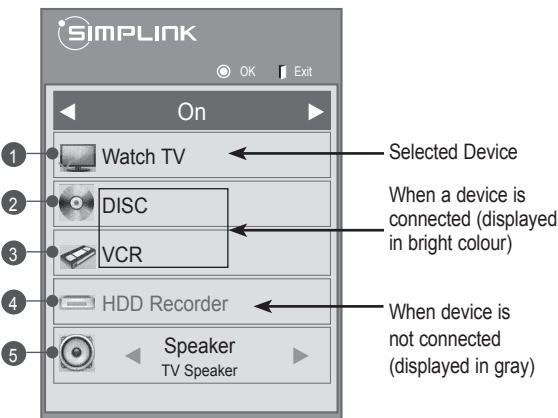 SIMPLINK
OK Exit
On
1 Watch TV
Selected Device
2 DISC
When a device is
connected (displayed
in bright colour)
3 VCR
4 HDD Recorder
When device is
not connected
(displayed in gray)
5 Speaker
TV Speaker